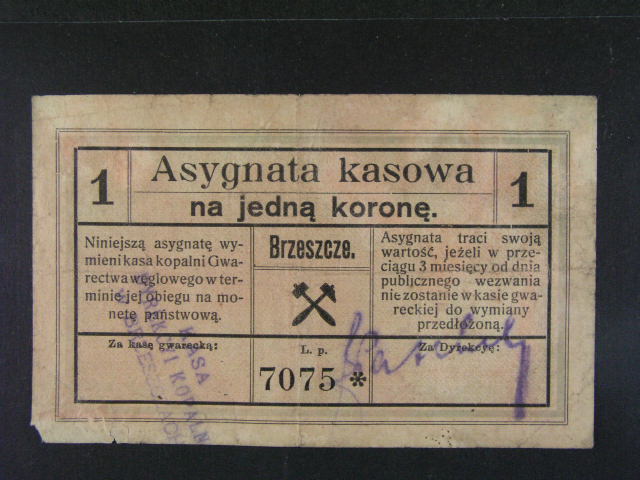 1
Asygnata kasowa
1
na jedną koronę.
Niniejszą asygnatę wy-
mieni kasa kopalni Gwa-
rectwa węglowego w ter-
minie jej obiegu na mo-
netę państwową.
Brzeszcze.
Asygnata traci swoją
wartość, jeżeli w prze-
ciągu 3 miesięcy od dnia
publicznego wezwania
nie zostanie w kasie gwa-
reckiej do wymiany
przedłożoną.
Za kasę gwarecką:
L. p.
7075 *
Za Dyrekcyę:
KASA
I KOPALNI